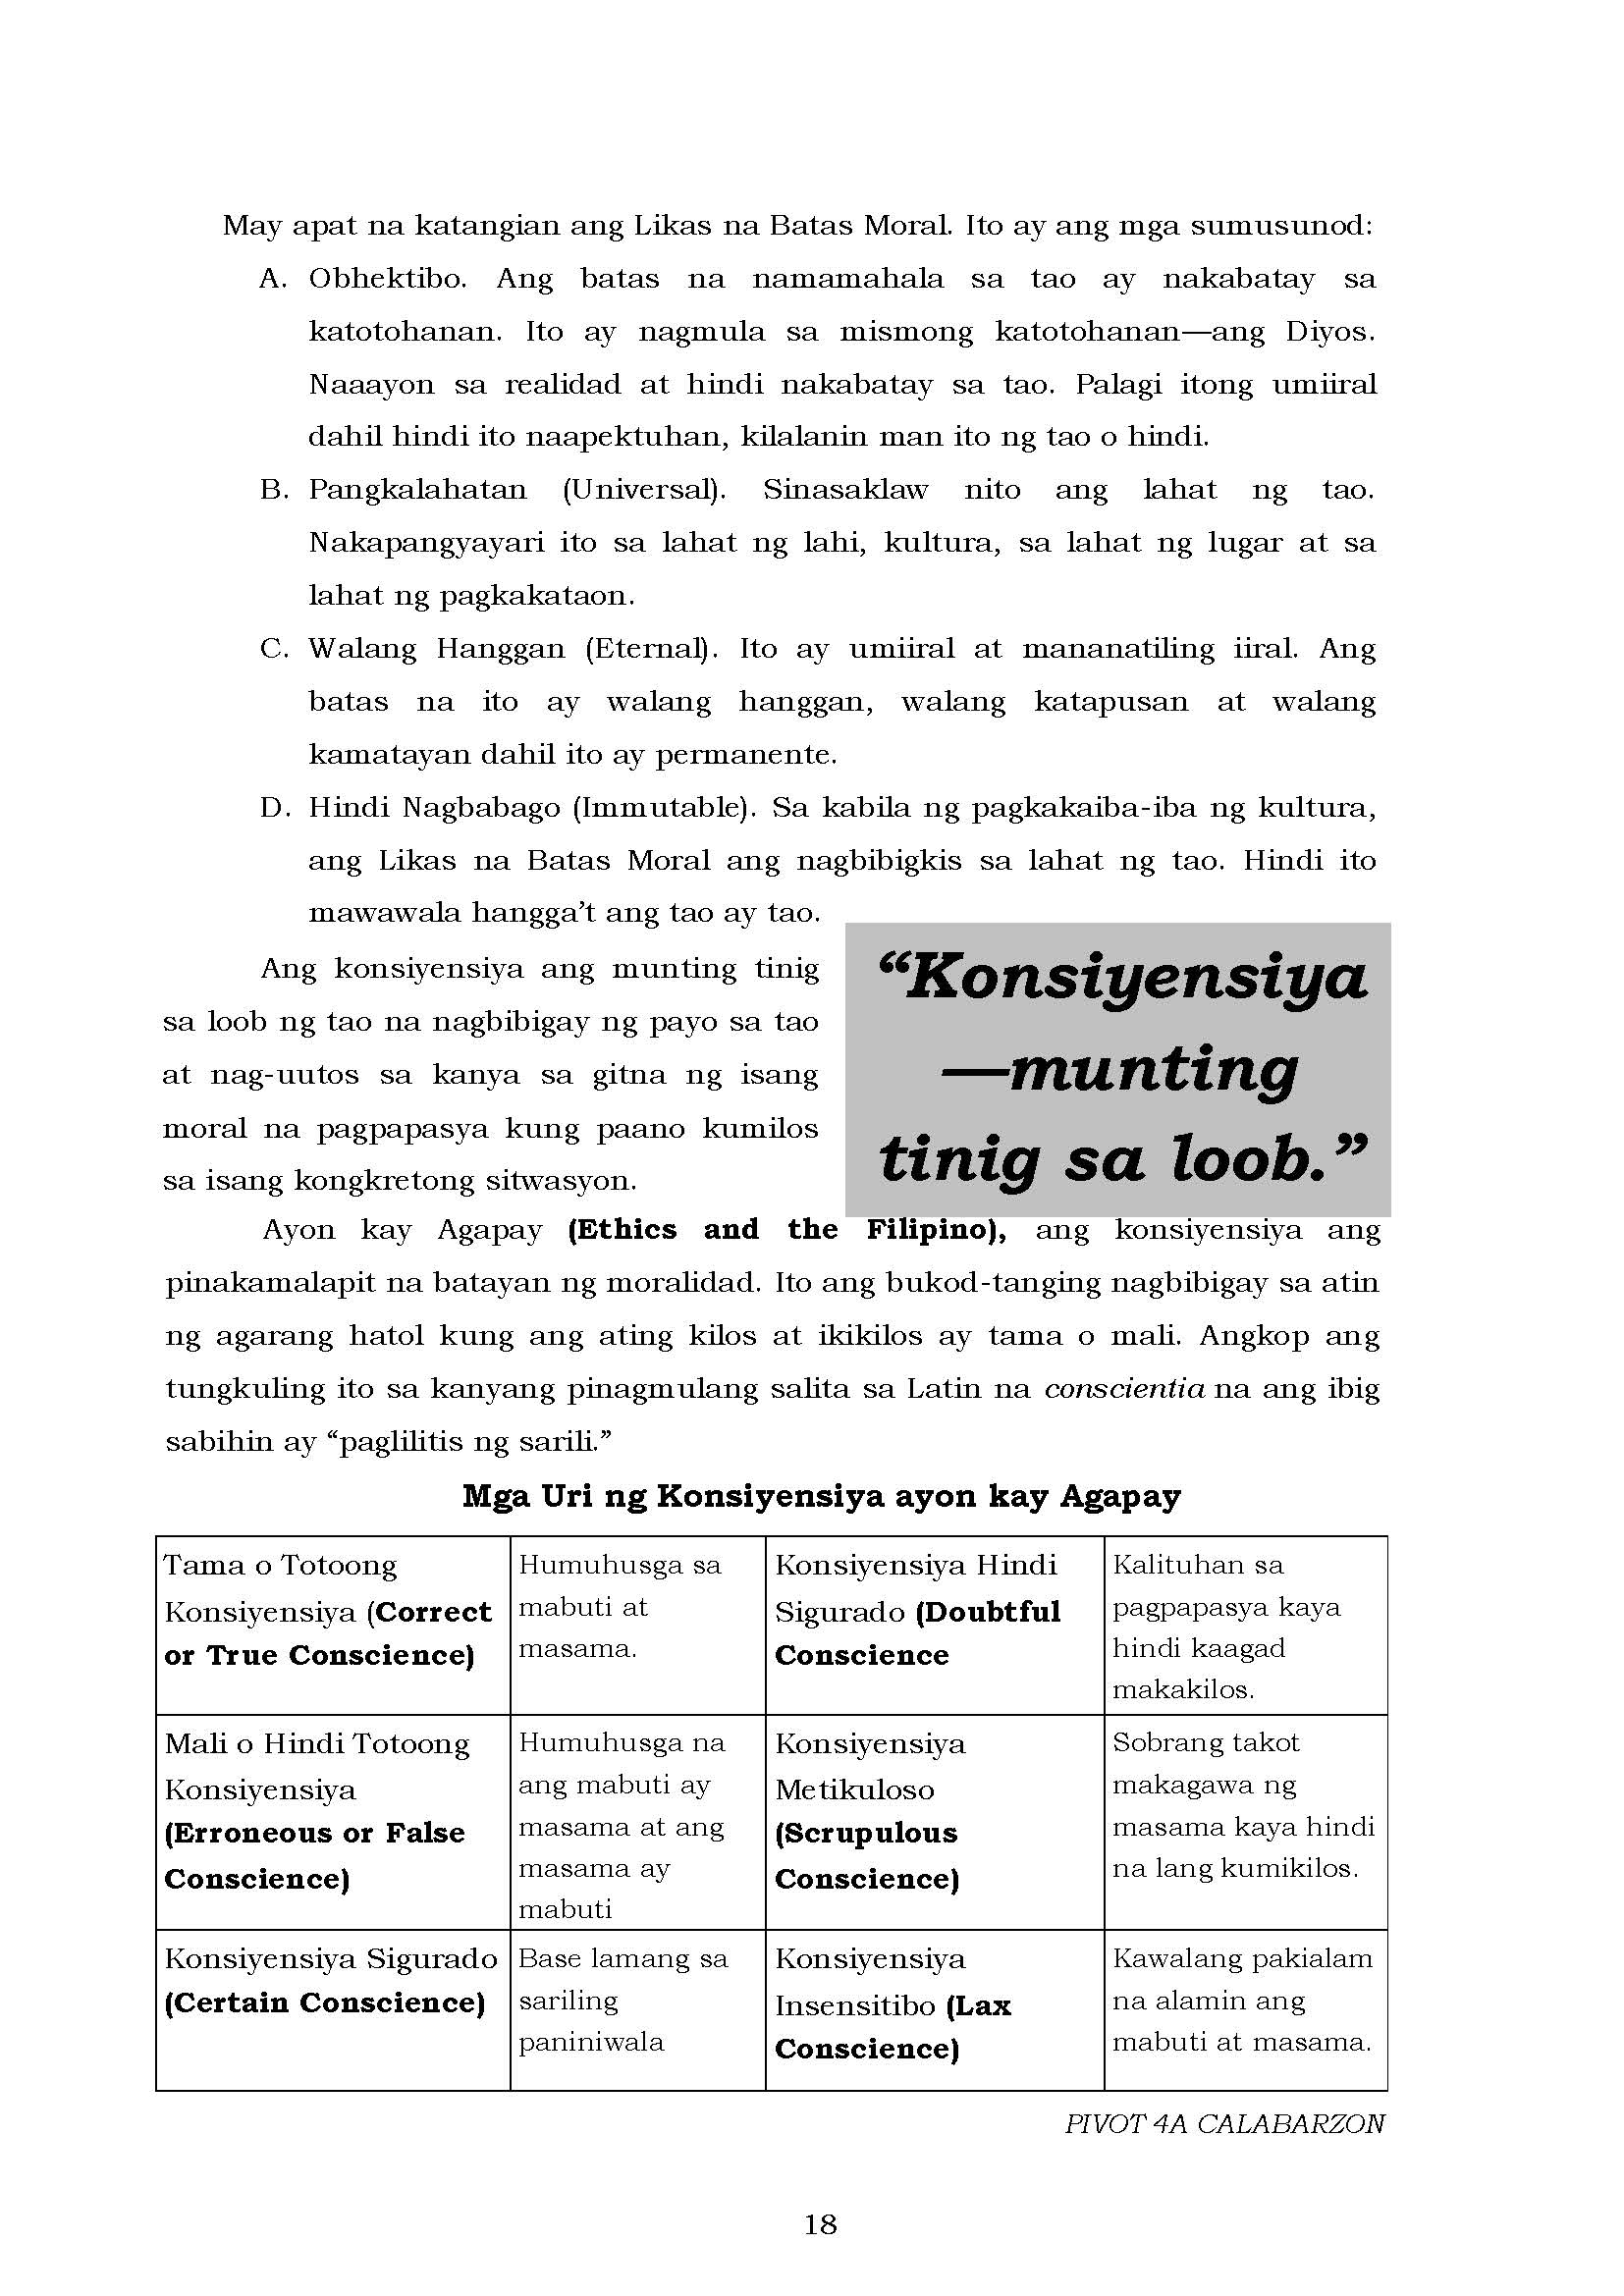 May apat na katangian ang Likas na Batas Moral. Ito ay ang mga sumusunod:
A. Obhektibo. Ang batas na namamahala sa tao ay nakabatay sa
katotohanan. Ito ay nagmula sa mismong katotohanan—ang Diyos.
Naaayon sa realidad at hindi nakabatay sa tao. Palagi itong umiiral
dahil hindi ito naapektuhan, kilalanin man ito ng tao o hindi.
B. Pangkalahatan (Universal). Sinasaklaw nito ang lahat ng tao.
Nakapangyayari ito sa lahat ng lahi, kultura, sa lahat ng lugar at sa
lahat ng pagkakataon.
C. Walang Hanggan (Eternal). Ito ay umiiral at mananatiling iiral. Ang
batas na ito ay walang hanggan, walang katapusan at walang
kamatayan dahil ito ay permanente.
D. Hindi Nagbabago (Immutable). Sa kabila ng pagkakaiba-iba ng kultura,
ang Likas na Batas Moral ang nagbibigkis sa lahat ng tao. Hindi ito
mawawala hangga’t ang tao ay tao.
Ang konsiyensiya ang munting tinig
sa loob ng tao na nagbibigay ng payo sa tao
at nag-uutos sa kanya sa gitna ng isang
moral na pagpapasya kung paano kumilos
sa isang kongkretong sitwasyon.
“Konsiyensiya
—munting
tinig sa loob.”
Ayon kay Agapay (Ethics and the Filipino), ang konsiyensiya ang
pinakamalapit na batayan ng moralidad. Ito ang bukod-tanging nagbibigay sa atin
ng agarang hatol kung ang ating kilos at ikikilos ay tama o mali. Angkop ang
tungkuling ito sa kanyang pinagmulang salita sa Latin na conscientia na ang ibig
sabihin ay “paglilitis ng sarili.”
Mga Uri ng Konsiyensiya ayon kay Agapay
Tama o Totoong
Konsiyensiya (Correct
or True Conscience)
Humuhusga sa
mabuti at
masama.
Konsiyensiya Hindi
Sigurado (Doubtful
Conscience
Kalituhan sa
pagpapasya kaya
hindi kaagad
makakilos.
Mali o Hindi Totoong
Konsiyensiya
(Erroneous or False
Conscience)
Humuhusga na
ang mabuti ay
masama at ang
masama ay
mabuti
Konsiyensiya
Metikuloso
(Scrupulous
Conscience)
Sobrang takot
makagawa ng
masama kaya hindi
na lang kumikilos.
Konsiyensiya Sigurado
(Certain Conscience)
Base lamang sa
sariling
paniniwala
Konsiyensiya
Insensitibo (Lax
Conscience)
Kawalang pakialam
na alamin ang
mabuti at masama.
PIVOT 4A CALABARZON
18